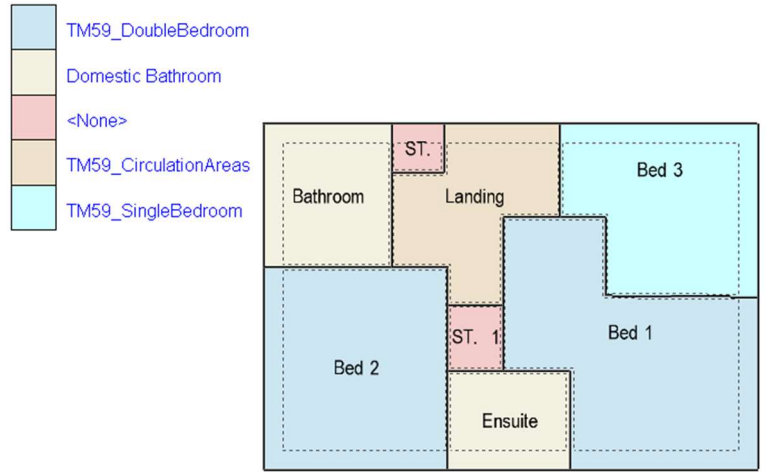 TM59_DoubleBedroom
Domestic Bathroom
<None>
TM59_CirculationAreas
TM59_SingleBedroom
ST.
Bed 3
Bathroom
Landing
ST. 1
Bed 1
Bed 2
Ensuite